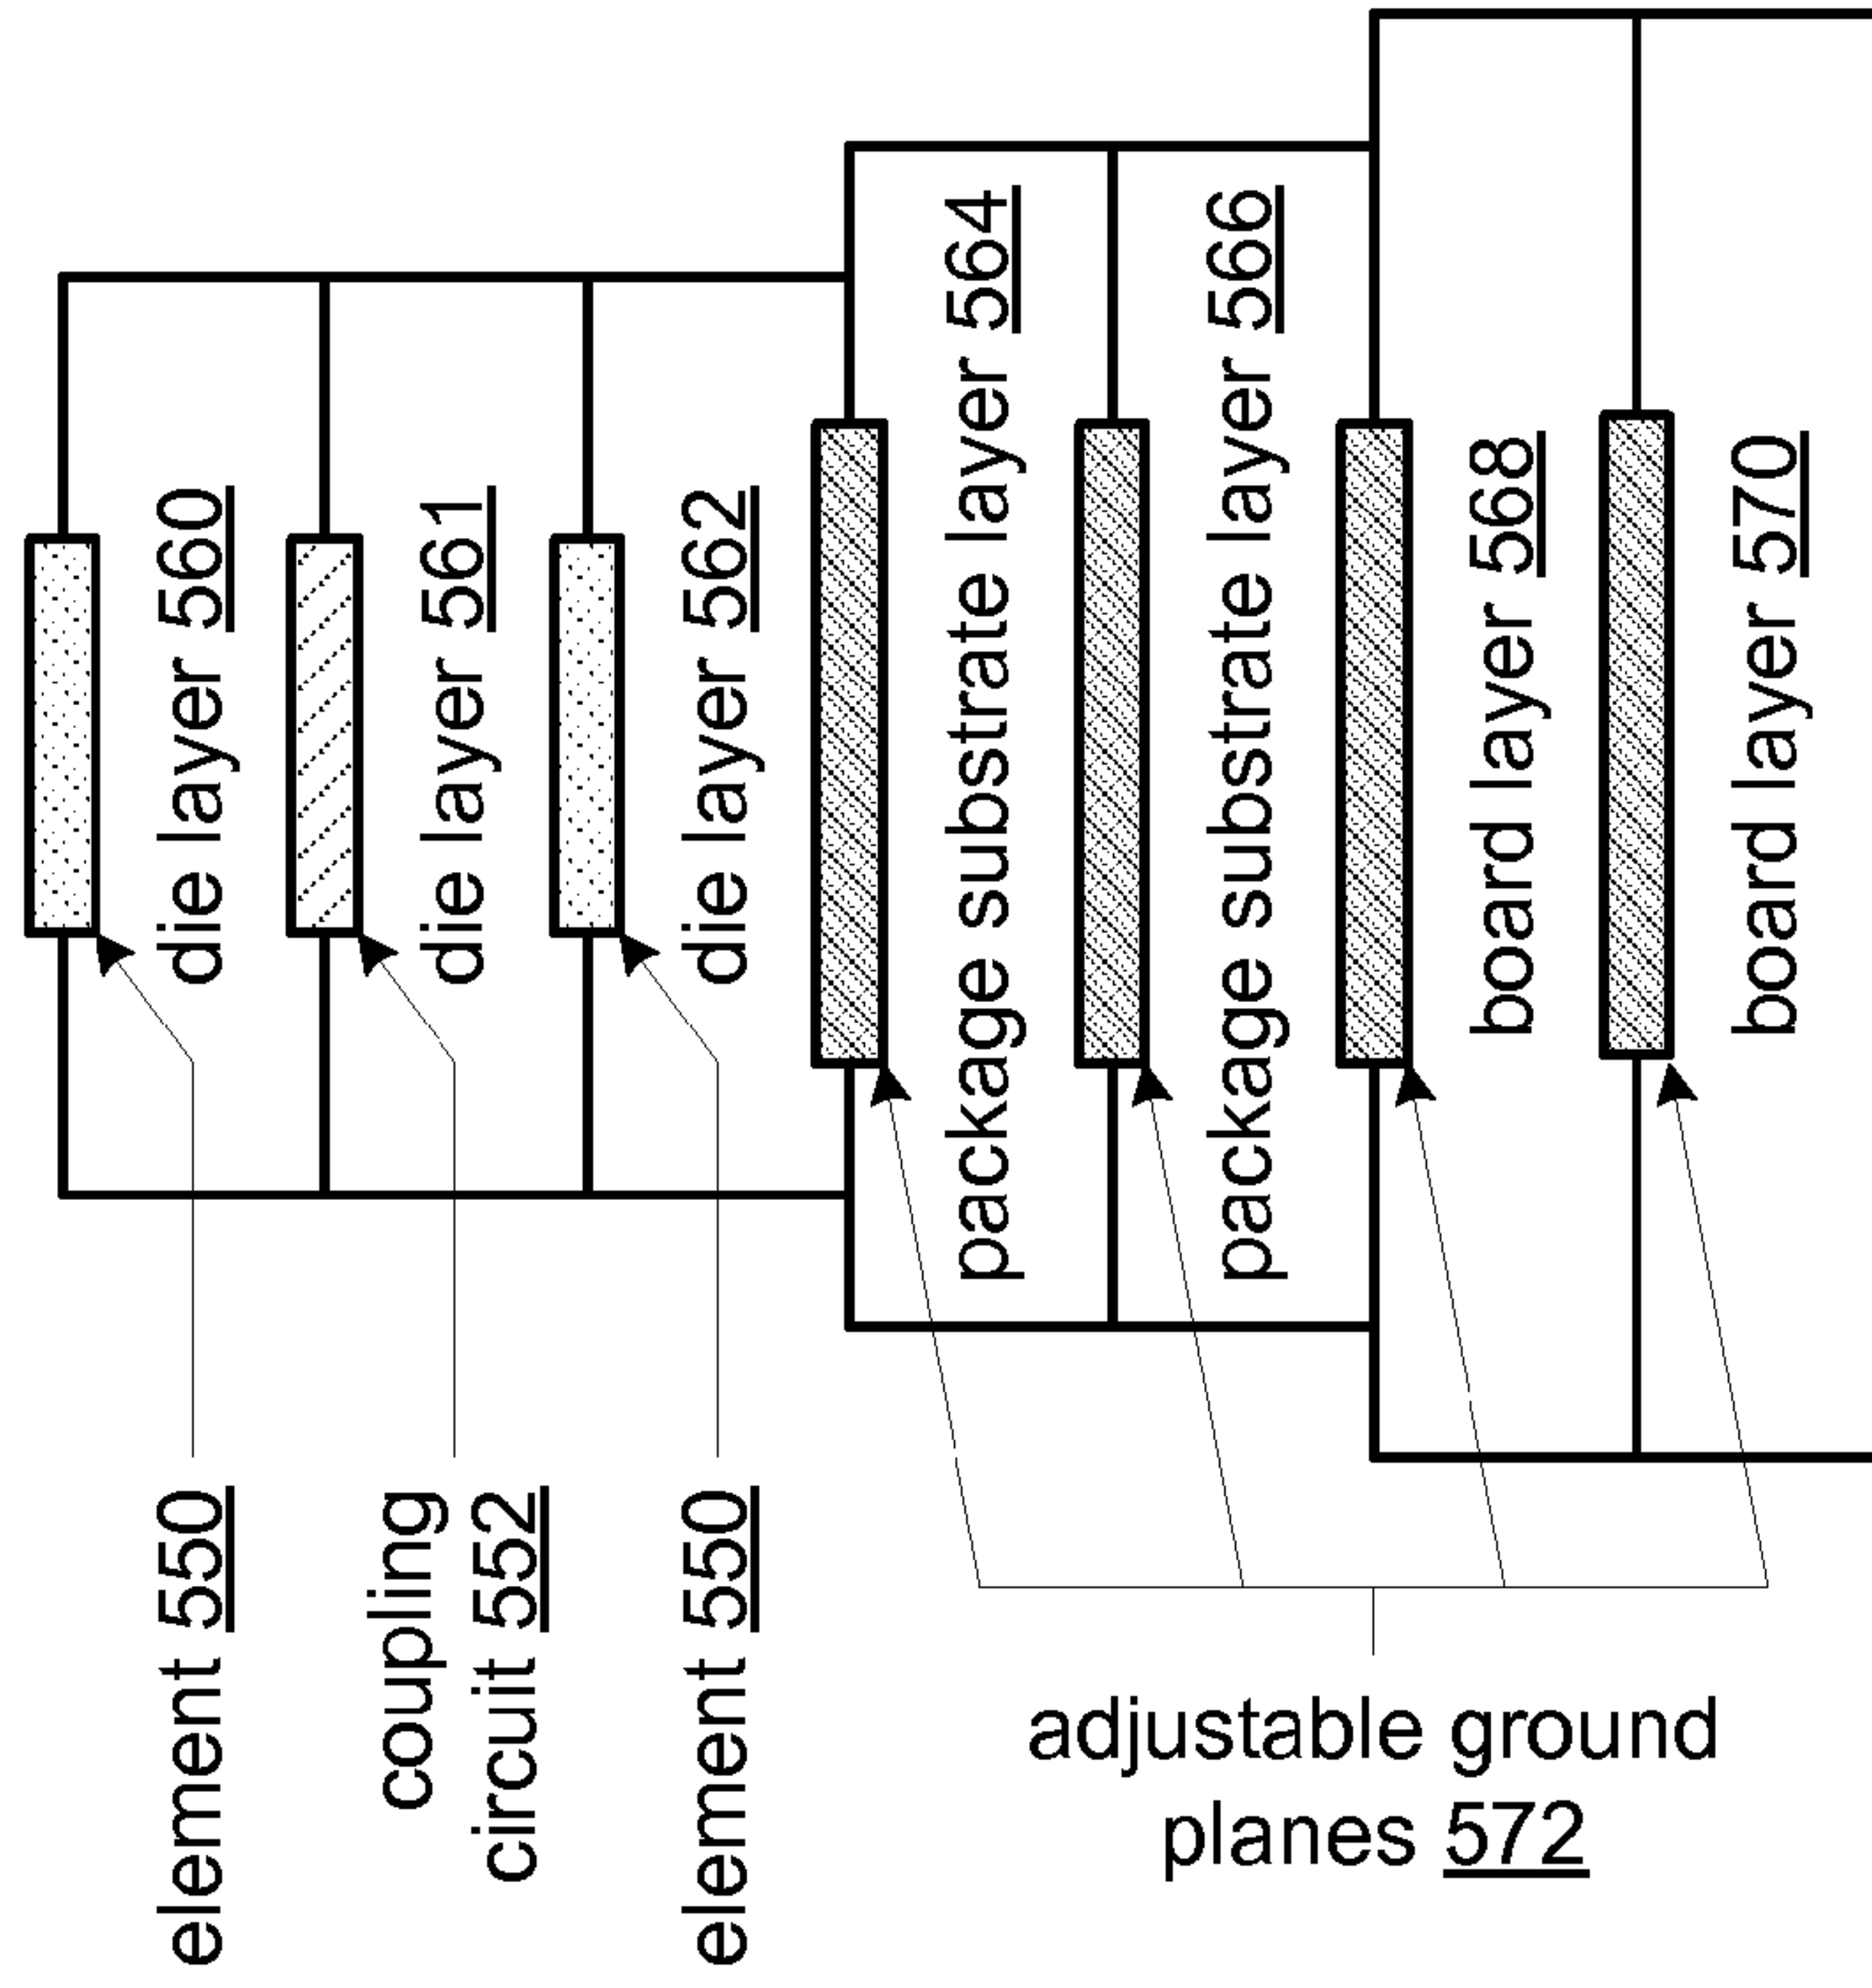 element 550
coupling
circuit 552
element 550
die layer 560
die layer 561
die layer 562
package substrate layer 564
package substrate layer 566
board layer 568
board layer 570
adjustable ground
planes 572